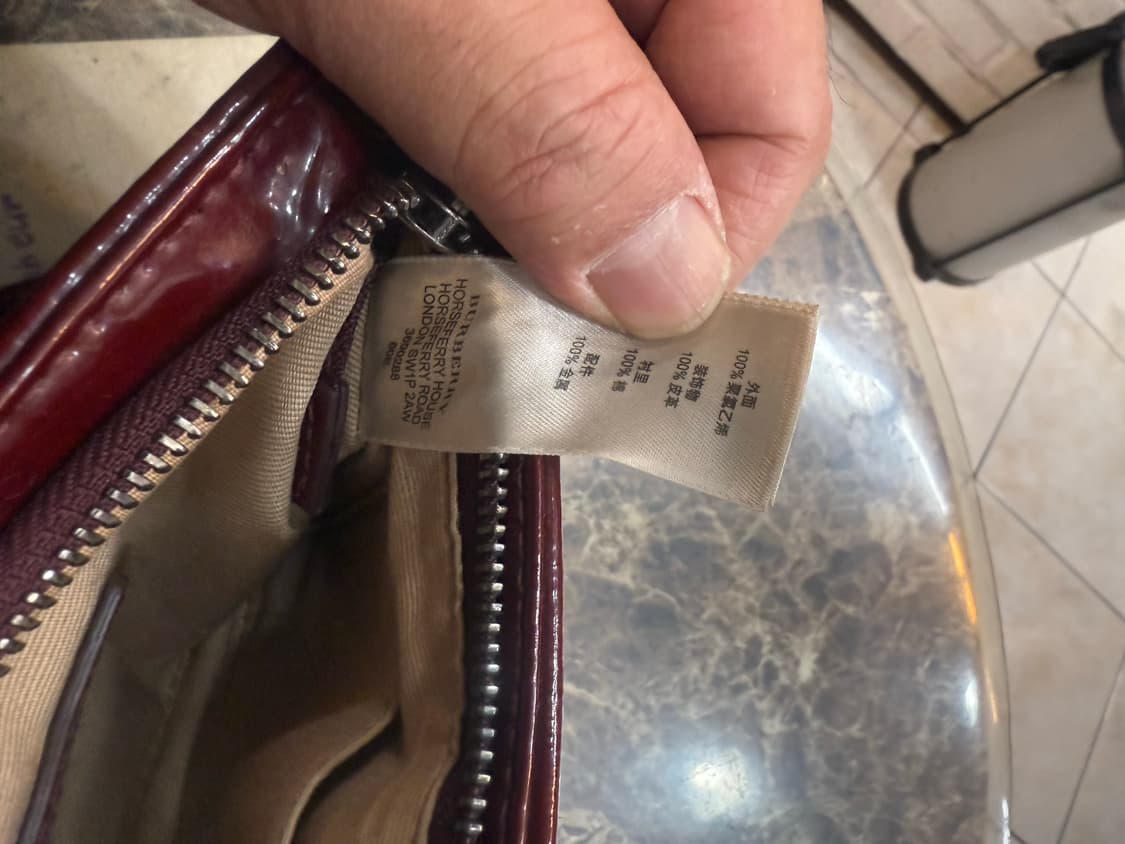 BURBERRY
HORSEFERRY HOUSE
HORSEFERRY ROAD
LONDON SW1P 2AW
外面
100% 聚氯乙烯
装饰物
100% 皮革
衬里
100% 棉
配件
100% 金属